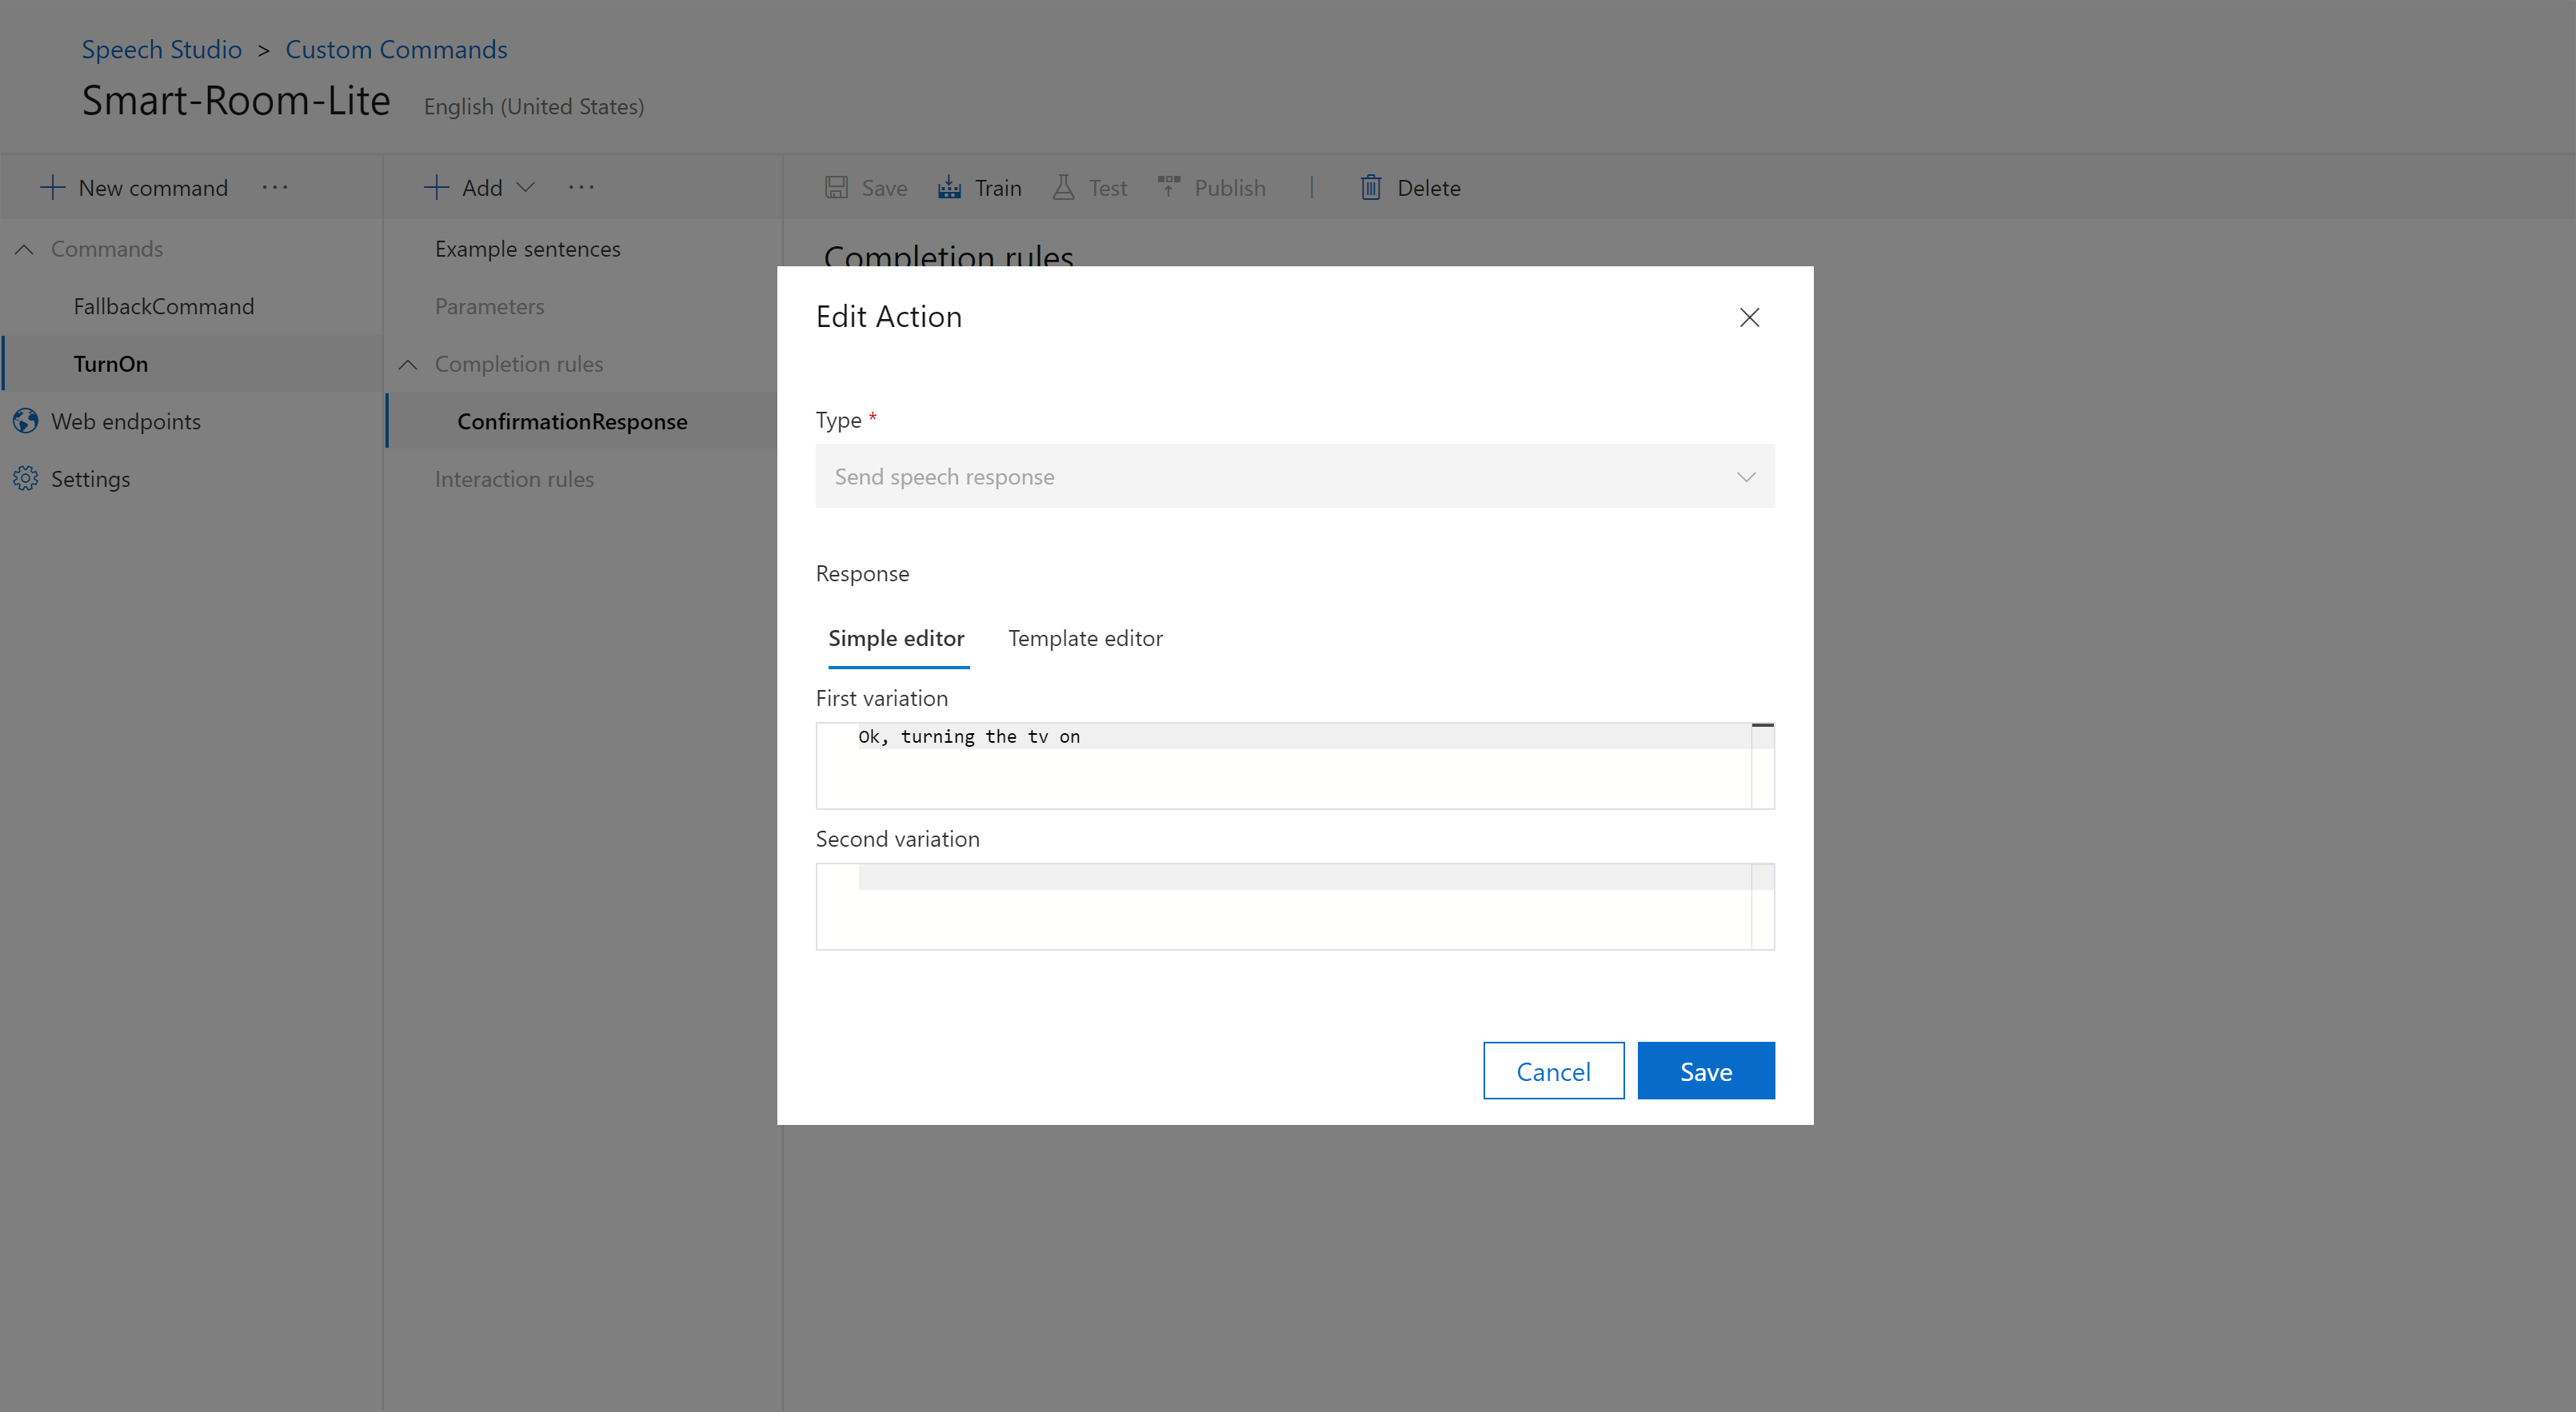 Speech Studio > Custom Commands
Smart-Room-Lite English (United States)
New command ···
Add ···
Save Train Test Publish | Delete
Commands
FallbackCommand
TurnOn
Web endpoints
Settings
Example sentences
Parameters
Completion rules
ConfirmationResponse
Interaction rules
Completion rules
Edit Action
Type *
Send speech response
Response
Simple editor Template editor
First variation
Ok, turning the tv on
Second variation
Cancel Save